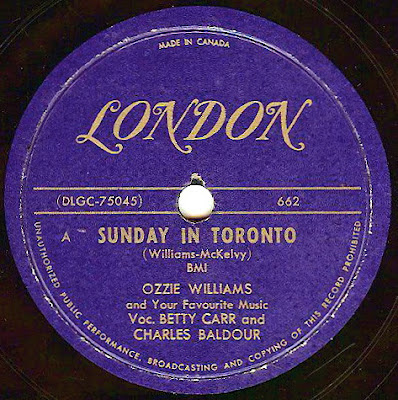 MADE IN CANADA
LONDON
(DLGC-75045) 662
A SUNDAY IN TORONTO
(Williams-McKelvy)
BMI
OZZIE WILLIAMS
and Your Favourite Music
Voc. BETTY CARR and
CHARLES BALDOUR
UNAUTHORIZED PUBLIC PERFORMANCE, BROADCASTING AND COPYING OF THIS RECORD PROHIBITED